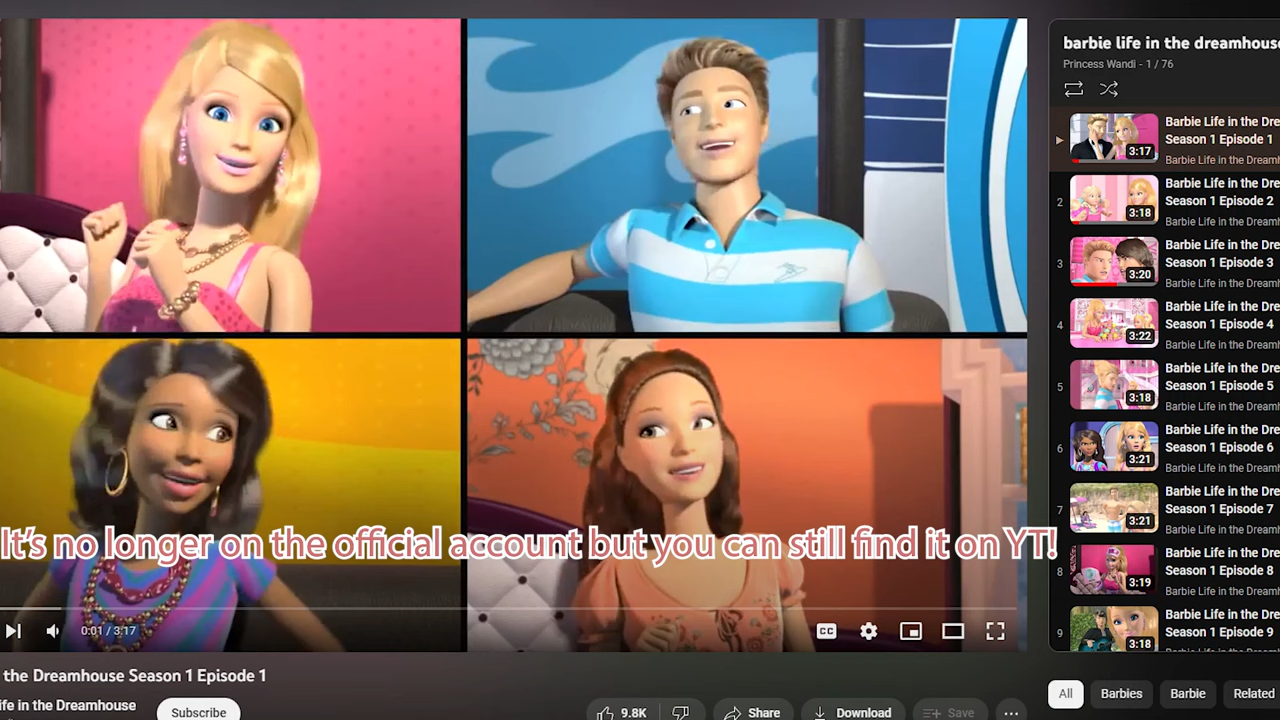 barbie life in the dreamhouse
Princess Wandi - 1 / 76
Barbie Life in the Dre
Season 1 Episode 1
Barbie Life in the Dreamh
3:17
2
Barbie Life in the Dre
Season 1 Episode 2
Barbie Life in the Dreamh
3:18
3
Barbie Life in the Dre
Season 1 Episode 3
Barbie Life in the Dreamh
3:20
4
Barbie Life in the Dre
Season 1 Episode 4
Barbie Life in the Dreamh
3:22
5
Barbie Life in the Dre
Season 1 Episode 5
Barbie Life in the Dreamh
3:18
6
Barbie Life in the Dre
Season 1 Episode 6
Barbie Life in the Dreamh
3:21
7
Barbie Life in the Dre
Season 1 Episode 7
Barbie Life in the Dreamh
3:21
8
Barbie Life in the Dre
Season 1 Episode 8
Barbie Life in the Dreamh
3:19
9
Barbie Life in the Dre
Season 1 Episode 9
3:18
It's no longer on the official account but you can still find it on YT!
0:01 / 3:17
CC
the Dreamhouse Season 1 Episode 1
ife in the Dreamhouse
Subscribe
9.8K
Share
Download
Save
All
Barbies
Barbie
Related